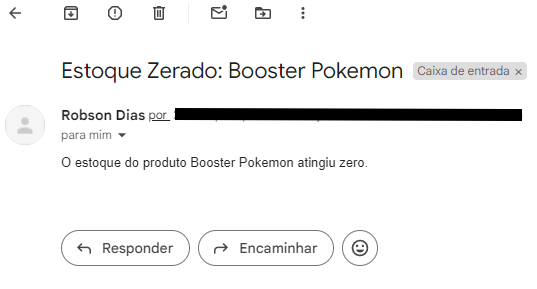 Estoque Zerado: Booster Pokemon Caixa de entrada ×
Robson Dias por
para mim
O estoque do produto Booster Pokemon atingiu zero.
Responder Encaminhar